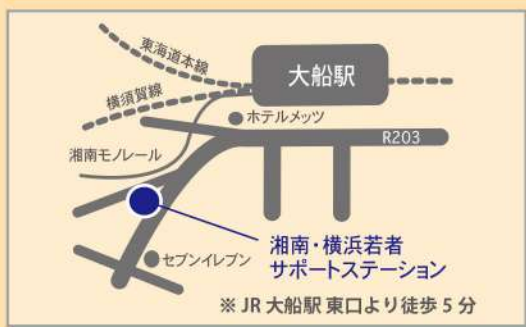 東海道本線
大船駅
横須賀線
ホテルメッツ
R203
湘南モノレール
湘南・横浜若者
サポートステーション
セブンイレブン
※ JR 大船駅 東口より徒歩 5 分